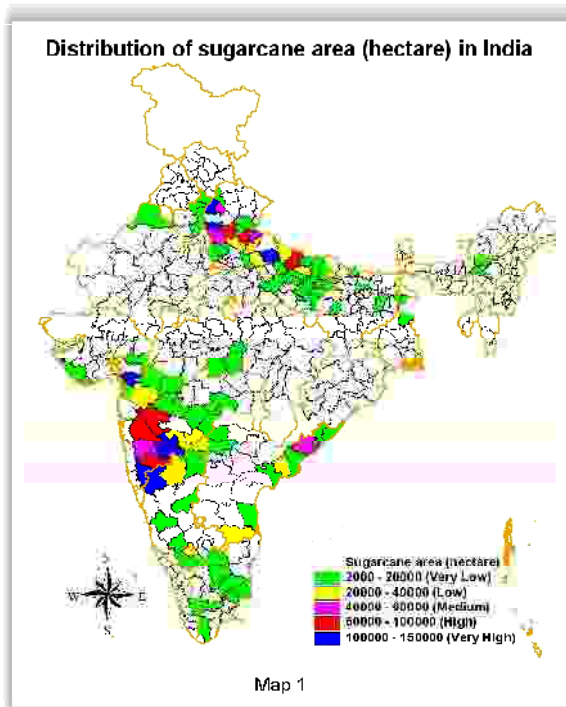 Distribution of sugarcane area (hectare) in India
Sugarcane area (hectare)
2000 - 20000 (Very Low)
20000 - 40000 (Low)
40000 - 60000 (Medium)
60000 - 100000 (High)
100000 - 150000 (Very High)
W E
S
Map 1